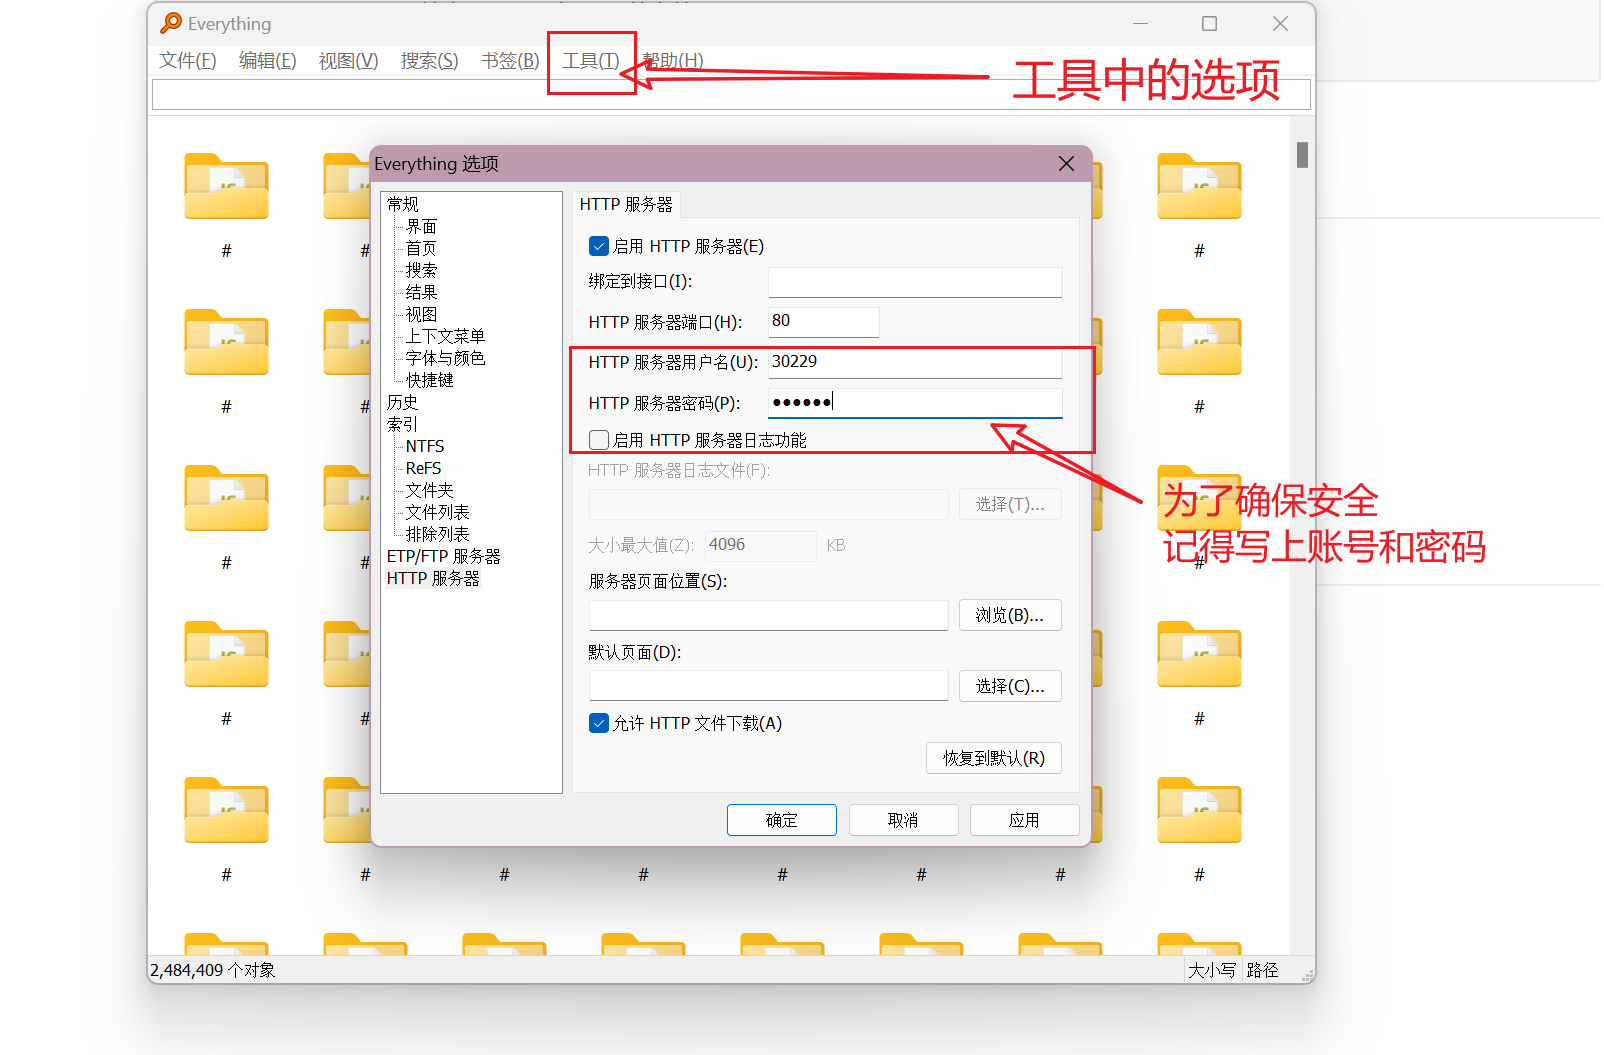 Everything
文件(F) 编辑(E) 视图(V) 搜索(S) 书签(B) 工具(T) 帮助(H)
工具中的选项
Everything 选项
常规
界面
首页
搜索
结果
视图
上下文菜单
字体与颜色
快捷键
历史
索引
NTFS
ReFS
文件夹
文件列表
排除列表
ETP/FTP 服务器
HTTP 服务器
HTTP 服务器
启用 HTTP 服务器(E)
绑定到接口(I):
HTTP 服务器端口(H): 80
HTTP 服务器用户名(U): 30229
HTTP 服务器密码(P): ●●●●●●
启用 HTTP 服务器日志功能
HTTP 服务器日志文件(F):
选择(T)...
大小最大值(Z): 4096 KB
服务器页面位置(S):
浏览(B)...
默认页面(D):
选择(C)...
允许 HTTP 文件下载(A)
恢复到默认(R)
确定 取消 应用
为了确保安全
记得写上账号和密码
# # #
# # #
# # #
# # #
# # # # # # # #
2,484,409 个对象 大小写 路径